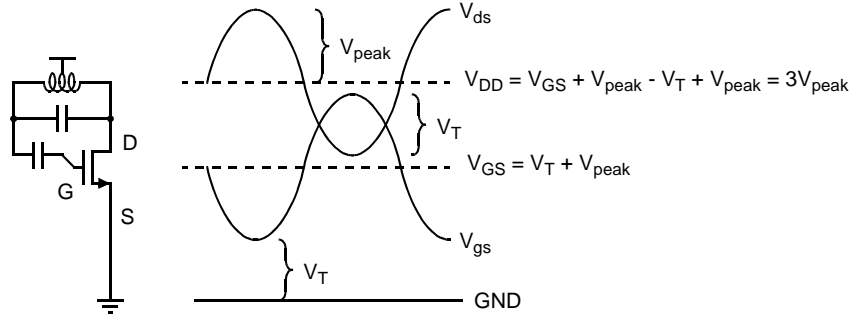 V_ds
V_peak
V_DD = V_GS + V_peak - V_T + V_peak = 3V_peak
D
V_T
G
V_GS = V_T + V_peak
S
V_gs
V_T
GND